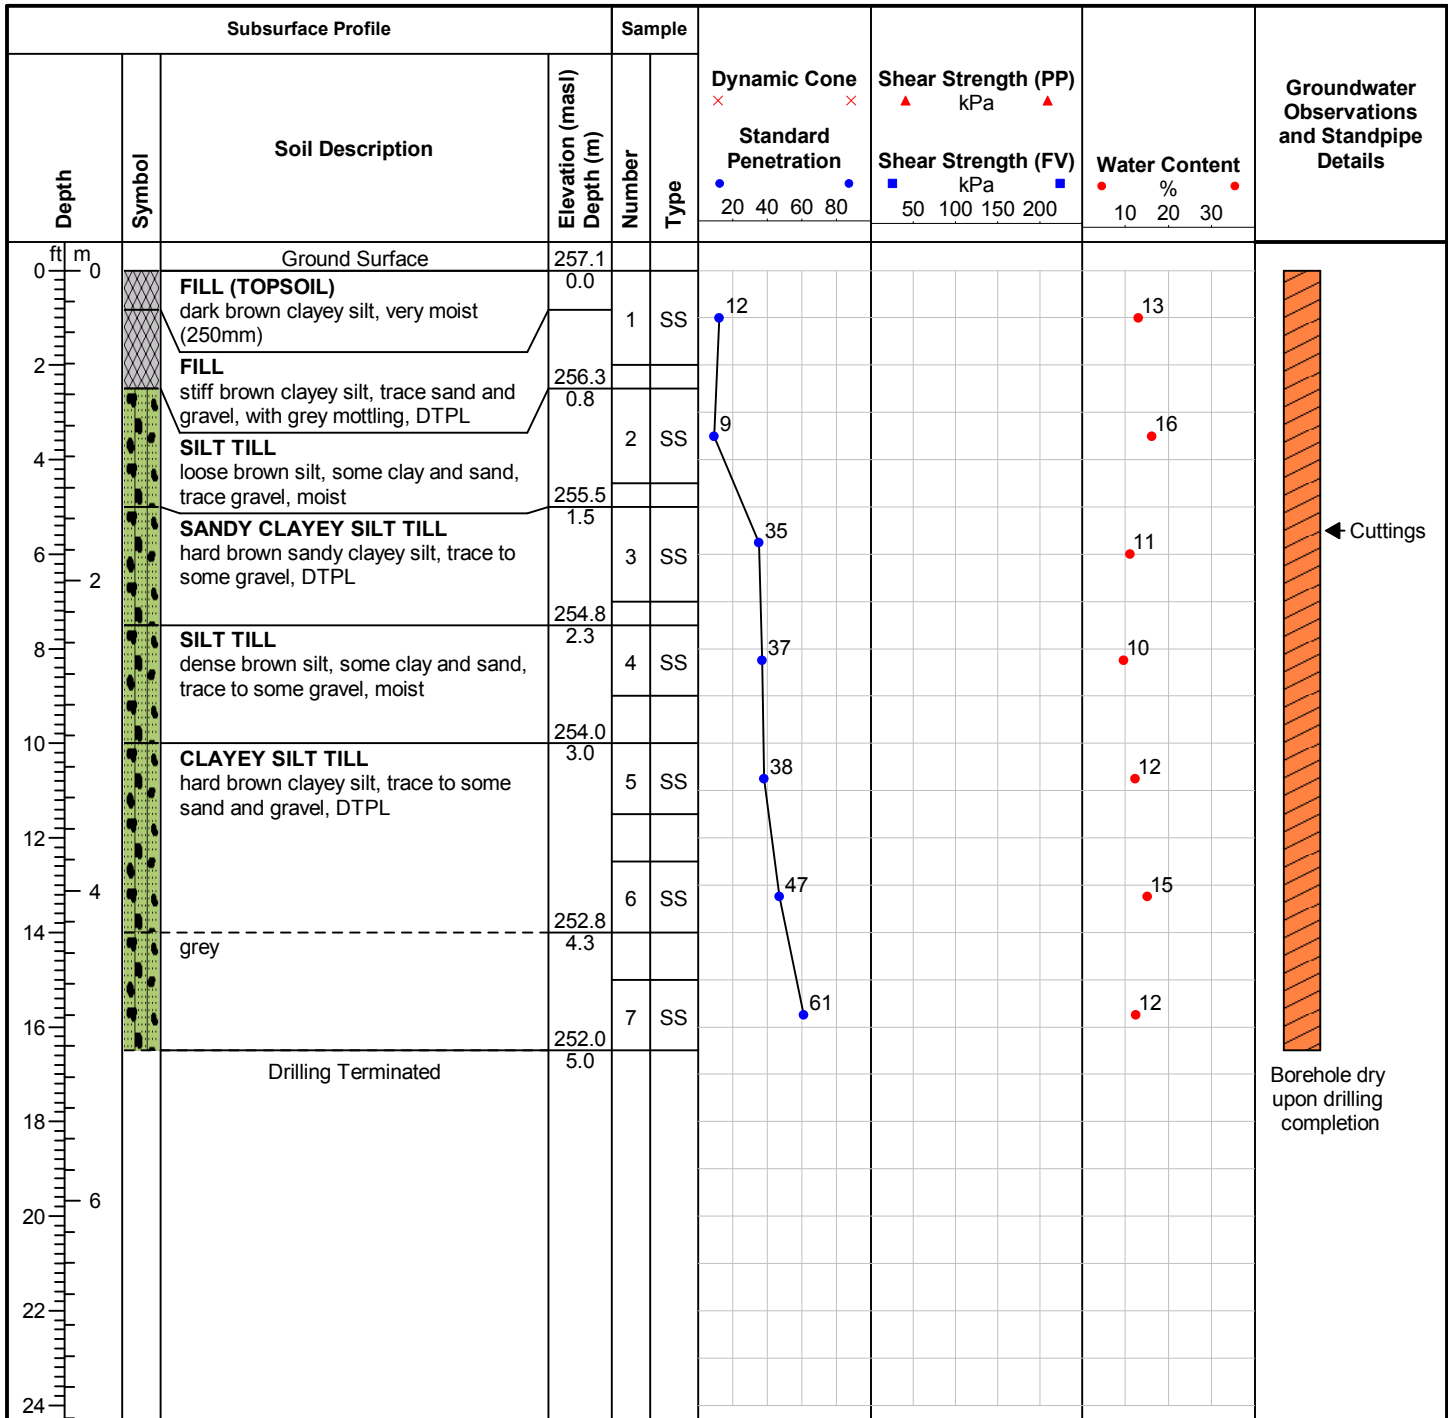 Subsurface Profile
Sample
Depth
Symbol
Soil Description
Elevation (masl)
Depth (m)
Number
Type
Dynamic Cone
Standard
Penetration
20 40 60 80
Shear Strength (PP)
kPa
Shear Strength (FV)
kPa
50 100 150 200
Water Content
%
10 20 30
Groundwater
Observations
and Standpipe
Details
ft m
0 0
2
4
6
2
8
10
12
4
14
16
18
6
20
22
24
Ground Surface
257.1
0.0
FILL (TOPSOIL)
dark brown clayey silt, very moist
(250mm)
FILL
stiff brown clayey silt, trace sand and
gravel, with grey mottling, DTPL
256.3
0.8
SILT TILL
loose brown silt, some clay and sand,
trace gravel, moist
255.5
1.5
SANDY CLAYEY SILT TILL
hard brown sandy clayey silt, trace to
some gravel, DTPL
254.8
2.3
SILT TILL
dense brown silt, some clay and sand,
trace to some gravel, moist
254.0
3.0
CLAYEY SILT TILL
hard brown clayey silt, trace to some
sand and gravel, DTPL
252.8
4.3
grey
252.0
5.0
Drilling Terminated
1 SS 12 13
2 SS 9 16
3 SS 35 11
4 SS 37 10
5 SS 38 12
6 SS 47 15
7 SS 61 12
Cuttings
Borehole dry
upon drilling
completion